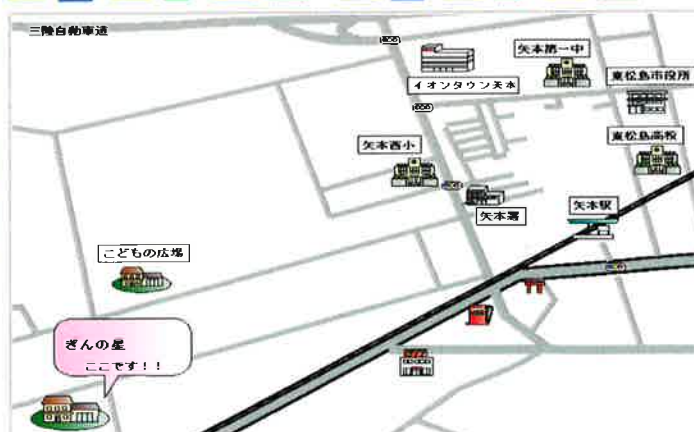 三陸自動車道
イオンタウン矢本
矢本第一中
東松島市役所
矢本西小
東松島高校
矢本署
矢本駅
こどもの広場
ぎんの星
ここです!!